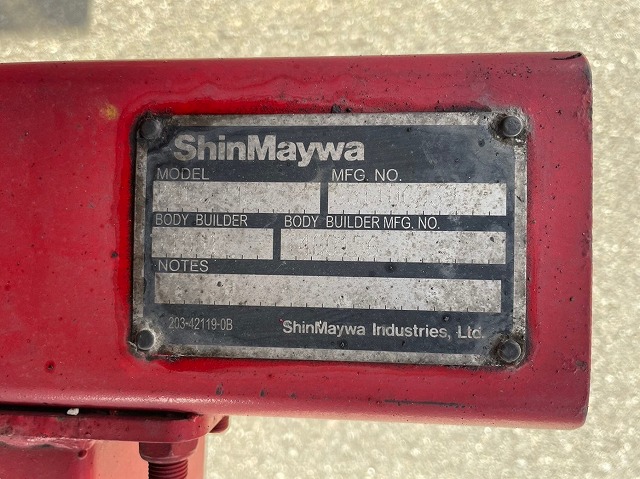 ShinMaywa
MODEL MFG. NO.
BODY BUILDER BODY BUILDER MFG. NO.
NOTES
203-42119-0B ShinMaywa Industries, Ltd.